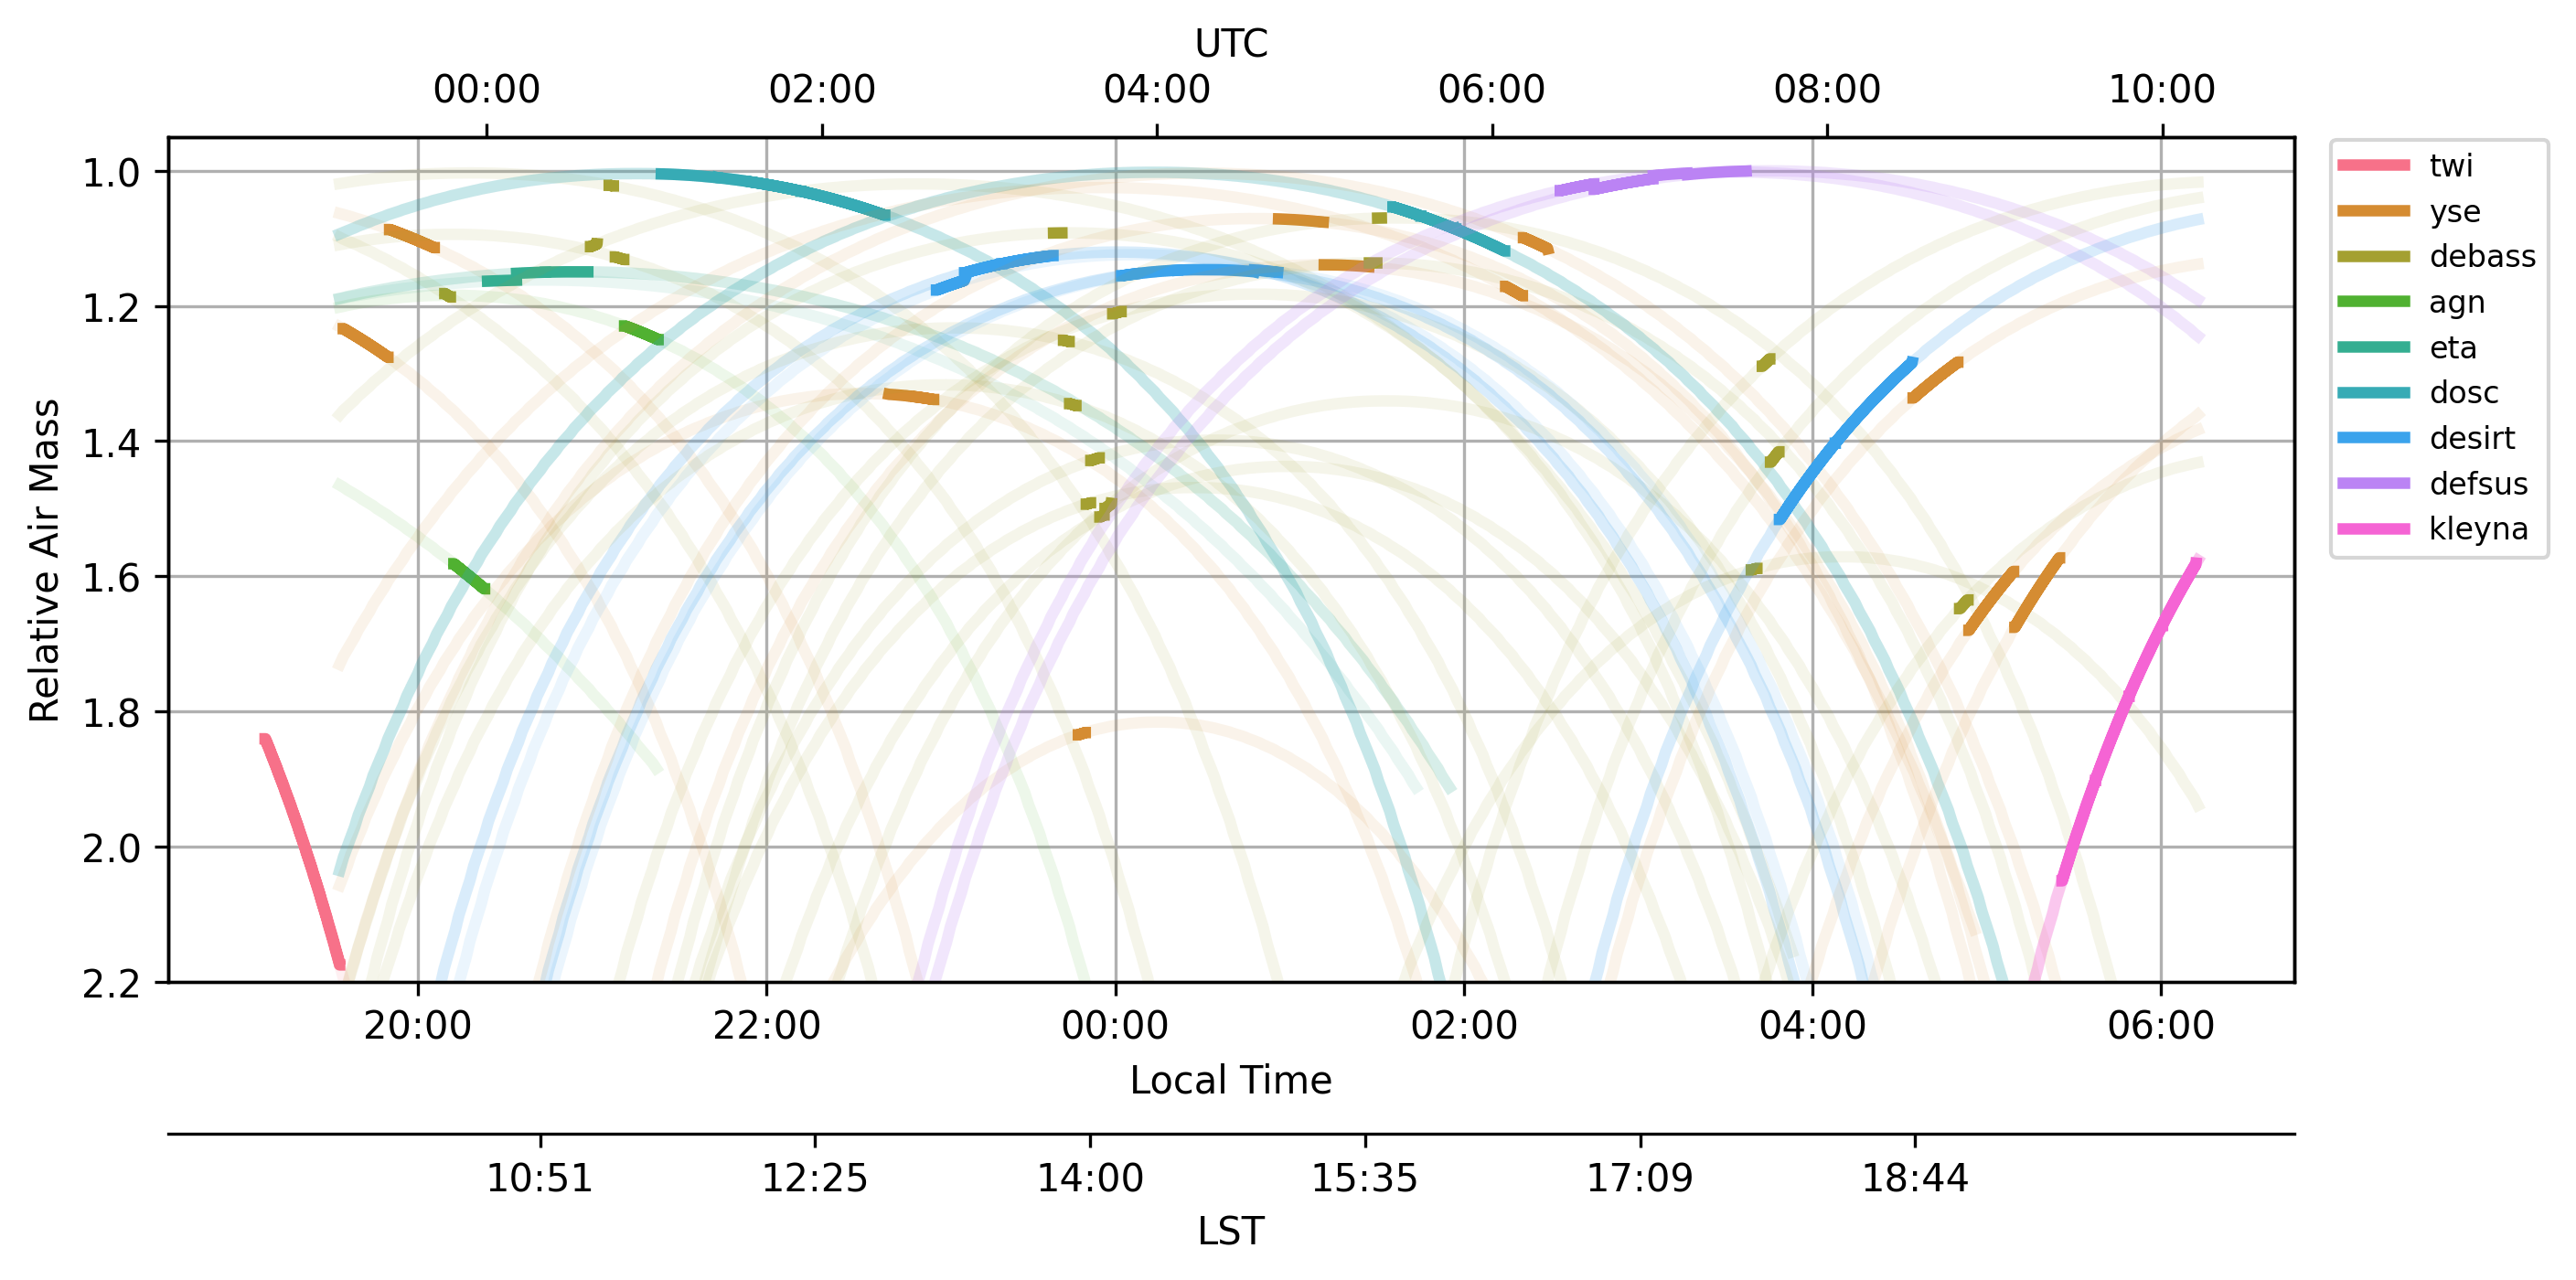 UTC
00:00 02:00 04:00 06:00 08:00 10:00
Relative Air Mass
1.0
1.2
1.4
1.6
1.8
2.0
2.2
20:00 22:00 00:00 02:00 04:00 06:00
Local Time
10:51 12:25 14:00 15:35 17:09 18:44
LST
twi
yse
debass
agn
eta
dosc
desirt
defsus
kleyna